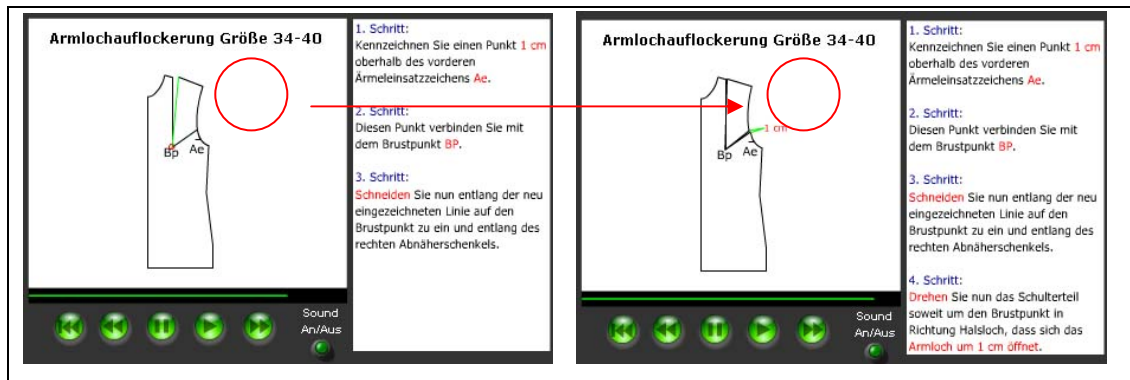 Armlochauflockerung Größe 34-40
Bp
Ae
1. Schritt:
Kennzeichnen Sie einen Punkt 1 cm
oberhalb des vorderen
Ärmeleinsatzzeichens Ae.
2. Schritt:
Diesen Punkt verbinden Sie mit
dem Brustpunkt BP.
3. Schritt:
Schneiden Sie nun entlang der neu
eingezeichneten Linie auf den
Brustpunkt zu ein und entlang des
rechten Abnäherschenkels.
Sound
An/Aus
Armlochauflockerung Größe 34-40
1 cm
Bp
Ae
1. Schritt:
Kennzeichnen Sie einen Punkt 1 cm
oberhalb des vorderen
Ärmeleinsatzzeichens Ae.
2. Schritt:
Diesen Punkt verbinden Sie mit
dem Brustpunkt BP.
3. Schritt:
Schneiden Sie nun entlang der neu
eingezeichneten Linie auf den
Brustpunkt zu ein und entlang des
rechten Abnäherschenkels.
4. Schritt:
Drehen Sie nun das Schulterteil
soweit um den Brustpunkt in
Richtung Halsloch, dass sich das
Armloch um 1 cm öffnet.
Sound
An/Aus